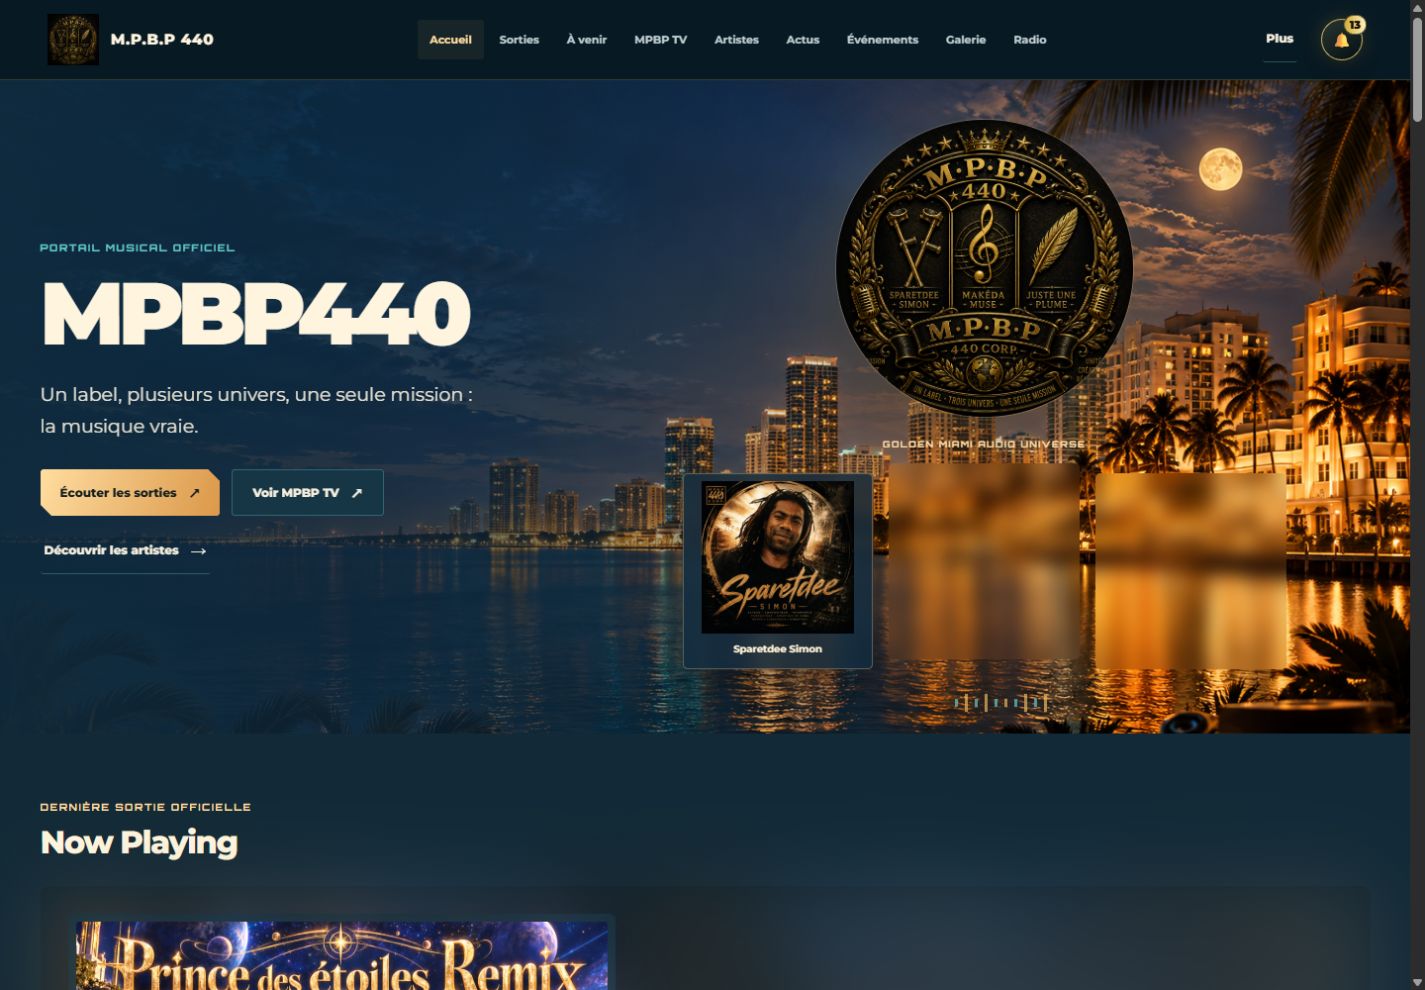 M.P.B.P 440
Accueil
Sorties
À venir
MPBP TV
Artistes
Actus
Événements
Galerie
Radio
Plus
13
PORTAIL MUSICAL OFFICIEL
MPBP440
Un label, plusieurs univers, une seule mission :
la musique vraie.
Écouter les sorties ↗
Voir MPBP TV ↗
Découvrir les artistes →
M·P·B·P
440
SPARETDEE
- SIMON -
MAKÉDA
- MUSE -
JUSTE UNE
- PLUME -
M·P·B·P
440 CORP.
UN LABEL · TROIS UNIVERS · UNE SEULE MISSION
GOLDEN MIAMI AUDIO UNIVERSE
Sparetdee
SIMON
Sparetdee Simon
DERNIÈRE SORTIE OFFICIELLE
Now Playing
Prince des étoiles Remix